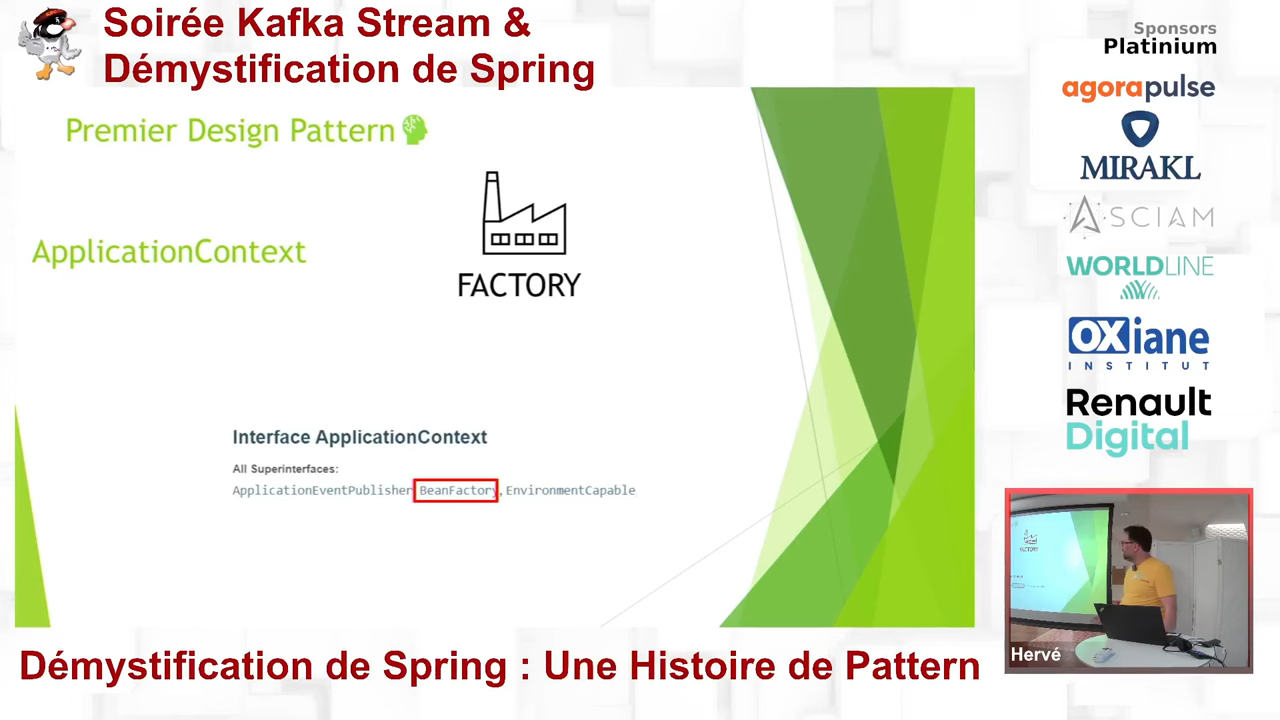 Soirée Kafka Stream &
Démystification de Spring
Sponsors
Platinium
agorapulse
MIRAKL
ASCIAM
WORLDLINE
OXiane
INSTITUT
Renault
Digital
Premier Design Pattern
ApplicationContext
FACTORY
Interface ApplicationContext
All Superinterfaces:
ApplicationEventPublisher BeanFactory, EnvironmentCapable
FACTORY
Hervé
Démystification de Spring : Une Histoire de Pattern